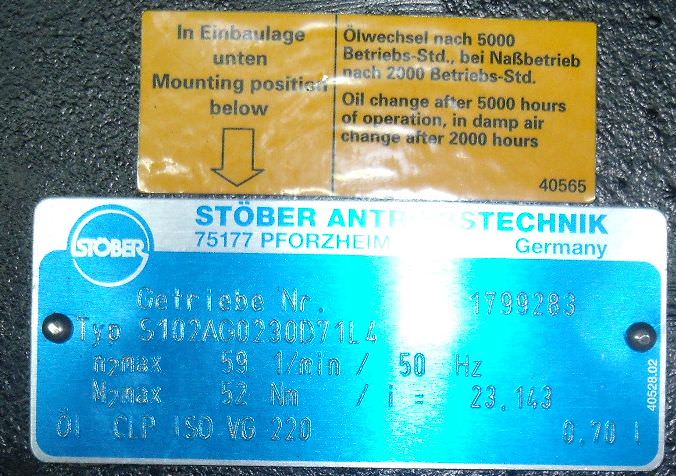 In Einbaulage
unten
Mounting position
below
Ölwechsel nach 5000
Betriebs-Std., bei Naßbetrieb
nach 2000 Betriebs-Std.
Oil change after 5000 hours
of operation, in damp air
change after 2000 hours
40565
STÖBER
STÖBER ANTRIEBSTECHNIK
75177 PFORZHEIM Germany
Getriebe Nr. 1799283
Typ S102AG0230D71L4
n2max 59 1/min / 50 Hz
M2max 52 Nm / i = 23.143
Öl CLP ISO VG 220 0.70 l
40528.02